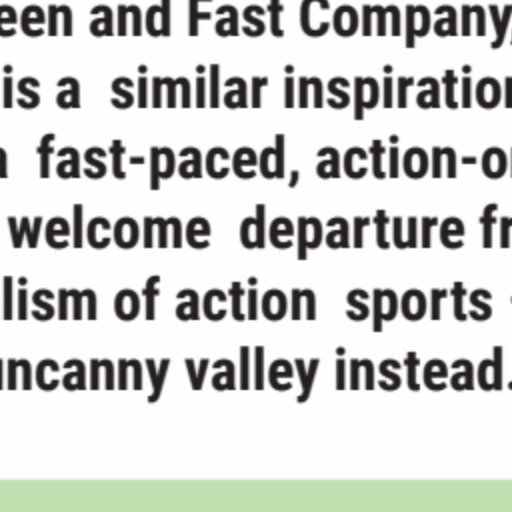 een and Fast Company,
is a similar inspiration
fast-paced, action-o
welcome departure fr
lism of action sports
uncanny valley instead.